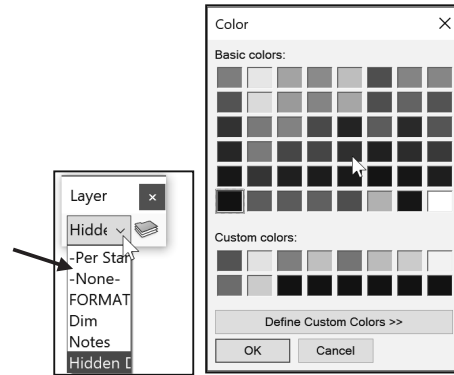 Layer
Hidde
-Per Star
-None-
FORMAT
Dim
Notes
Hidden D
Color
Basic colors:
Custom colors:
Define Custom Colors >>
OK
Cancel